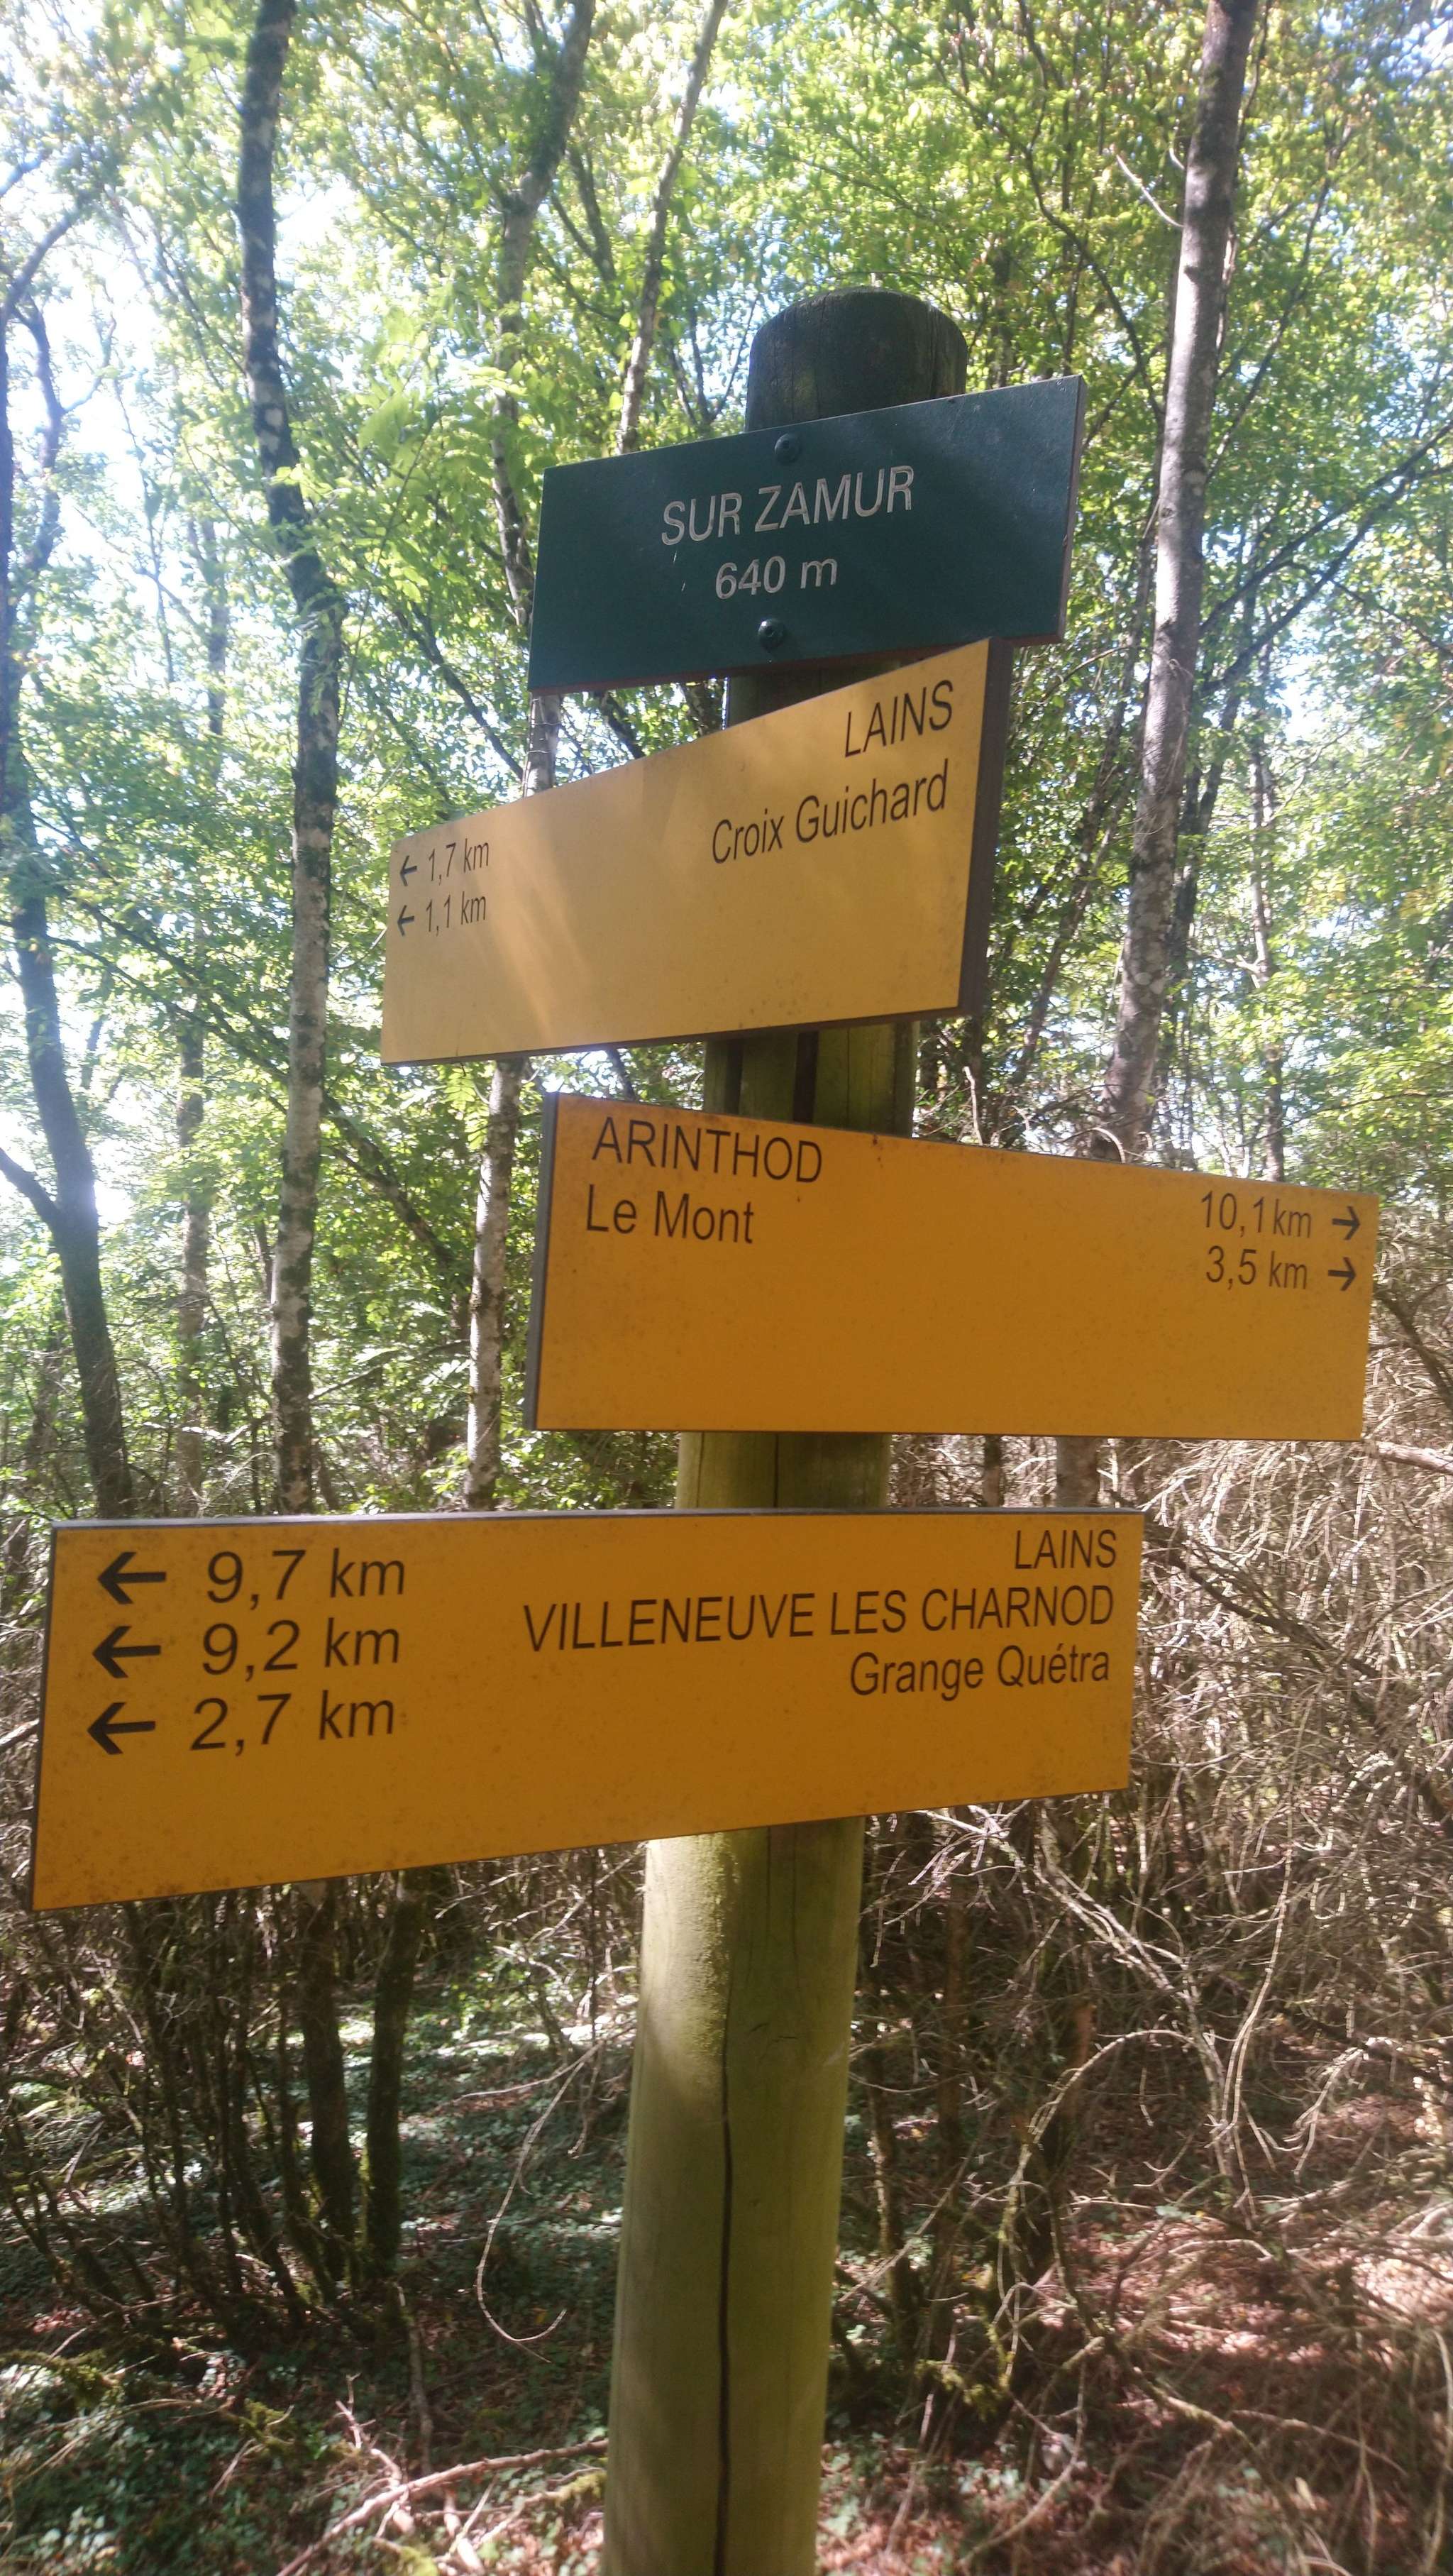 SUR ZAMUR
640 m
LAINS
← 1,7 km Croix Guichard
← 1,1 km
ARINTHOD 10,1 km →
Le Mont 3,5 km →
← 9,7 km LAINS
← 9,2 km VILLENEUVE LES CHARNOD
← 2,7 km Grange Quétra